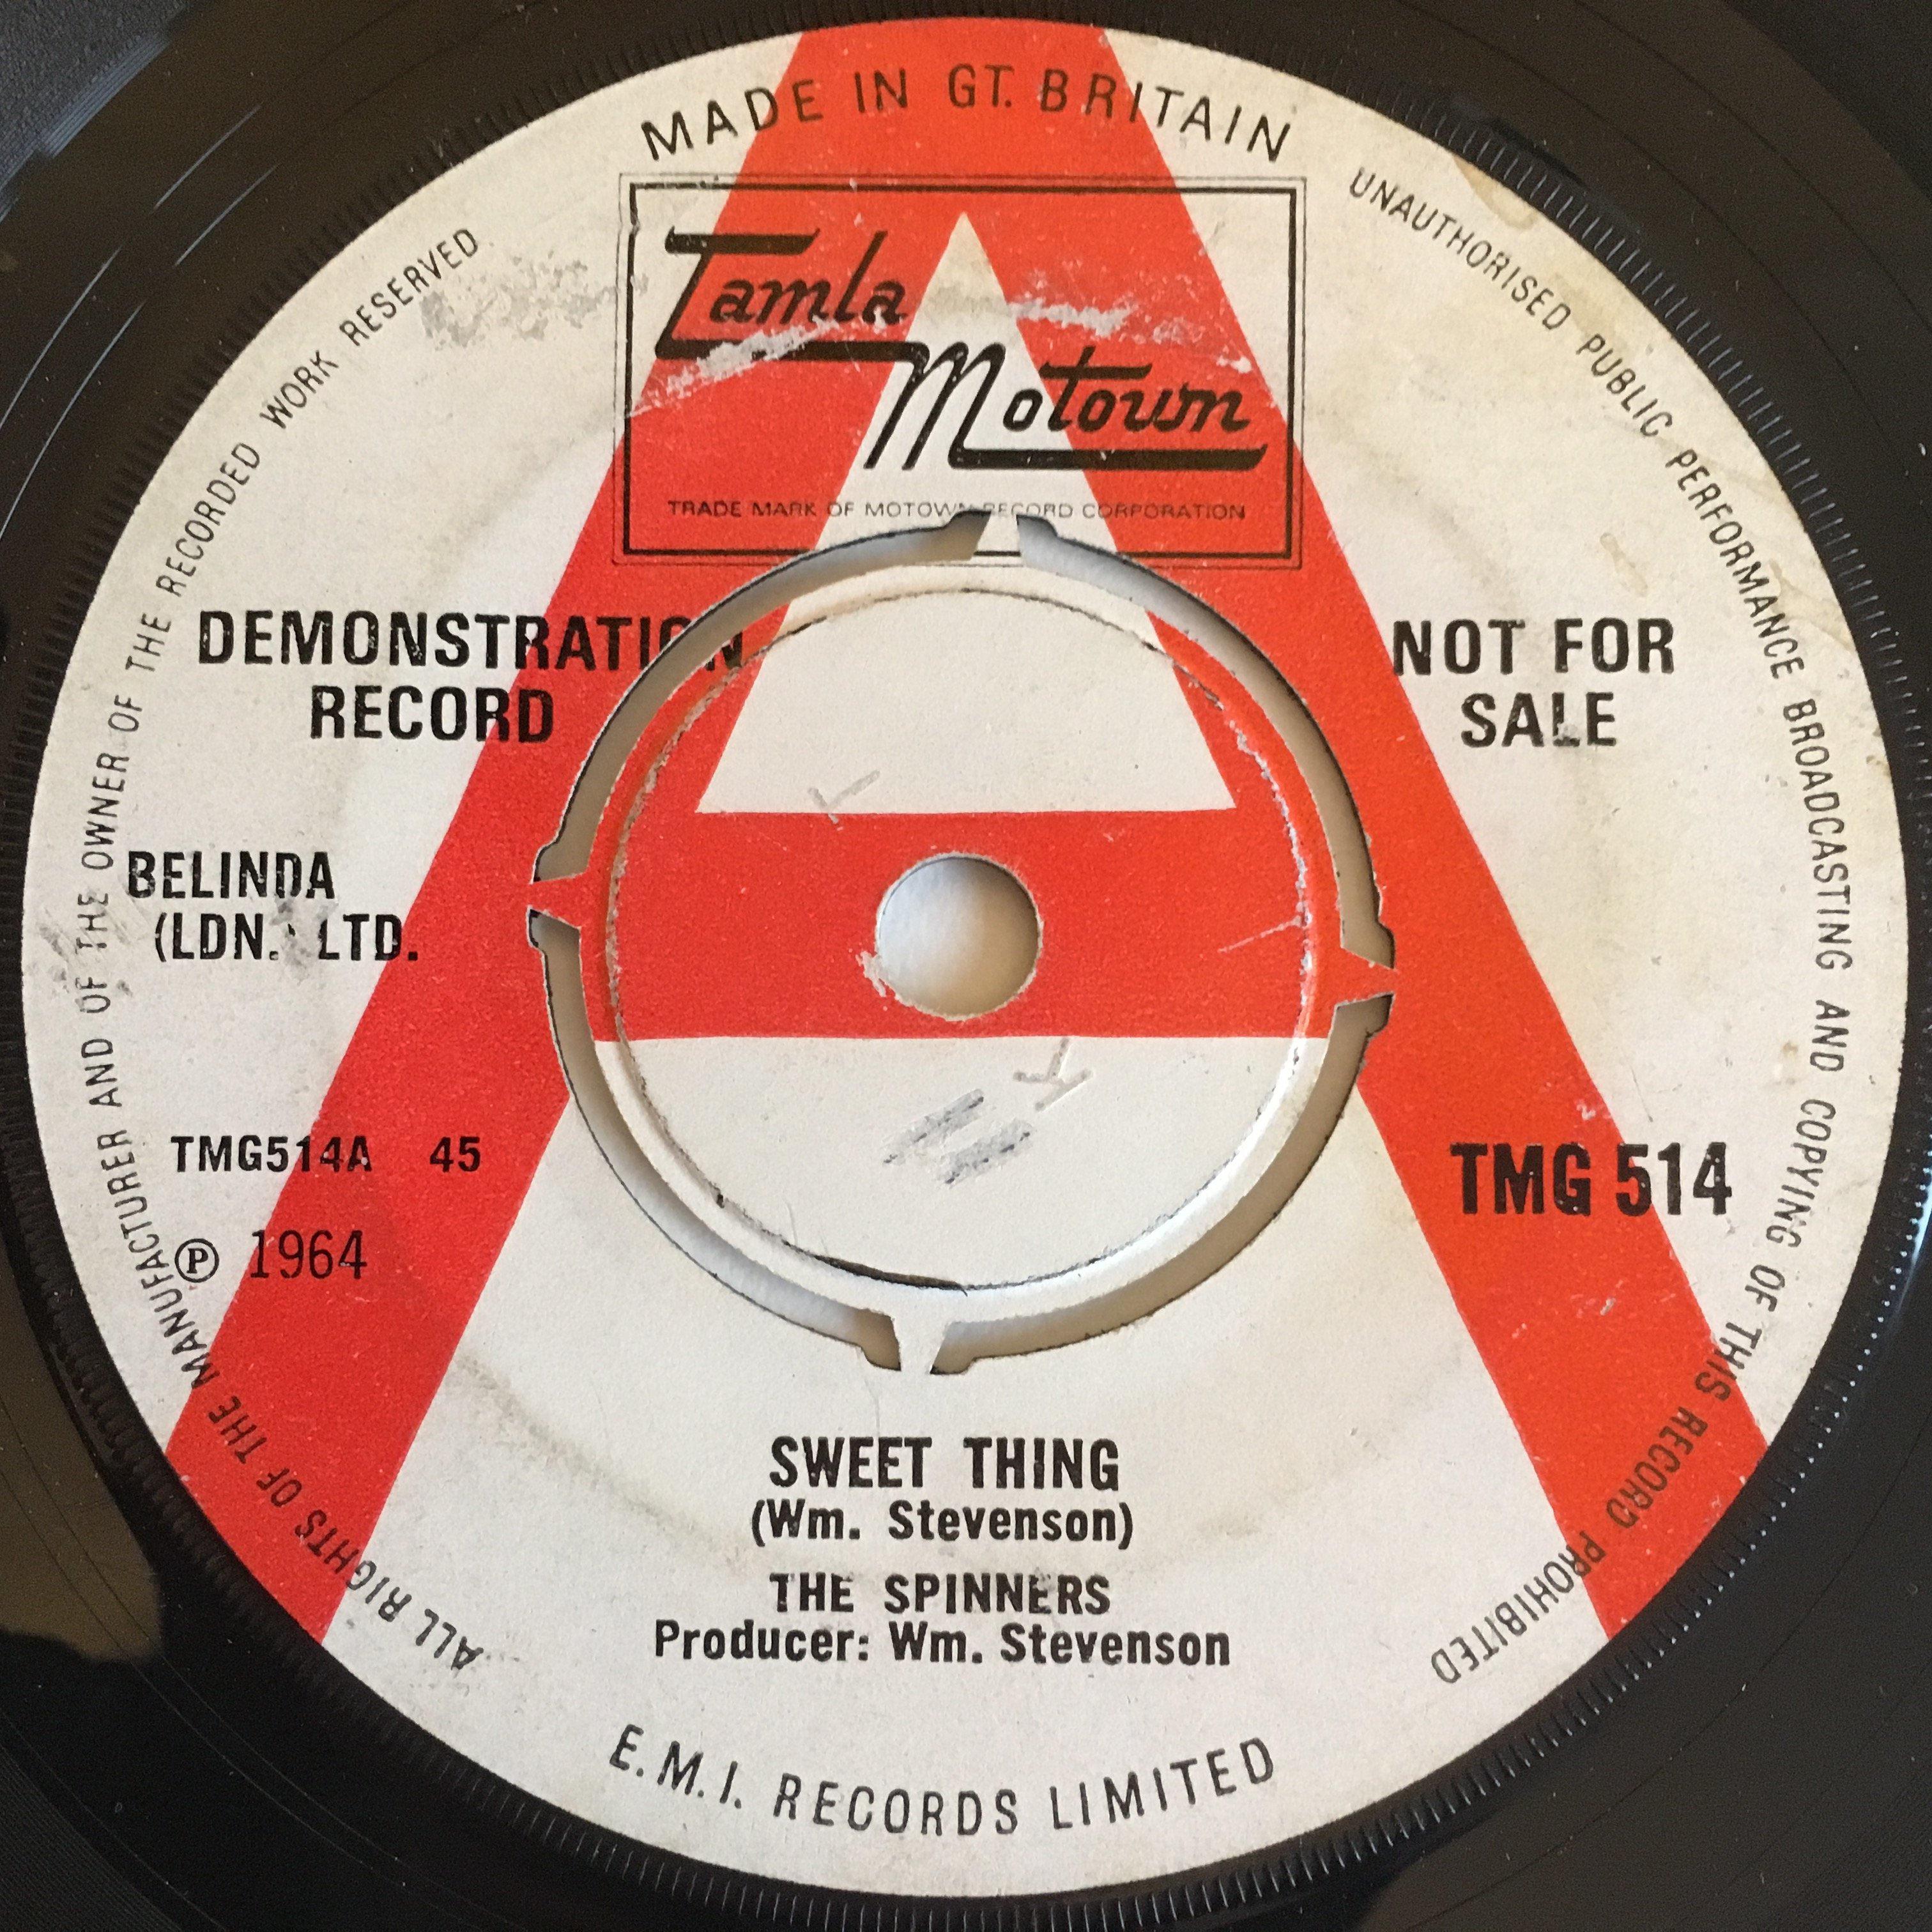 MADE IN GT. BRITAIN
Tamla
Motown
TRADE MARK OF MOTOWN RECORD CORPORATION
DEMONSTRATION
RECORD
NOT FOR
SALE
BELINDA
(LDN.) LTD.
TMG514A 45
℗ 1964
TMG 514
SWEET THING
(Wm. Stevenson)
THE SPINNERS
Producer: Wm. Stevenson
E.M.I. RECORDS LIMITED
ALL RIGHTS OF THE MANUFACTURER AND OF THE OWNER OF THE RECORDED WORK RESERVED
UNAUTHORISED PUBLIC PERFORMANCE BROADCASTING AND COPYING OF THIS RECORD PROHIBITED
A